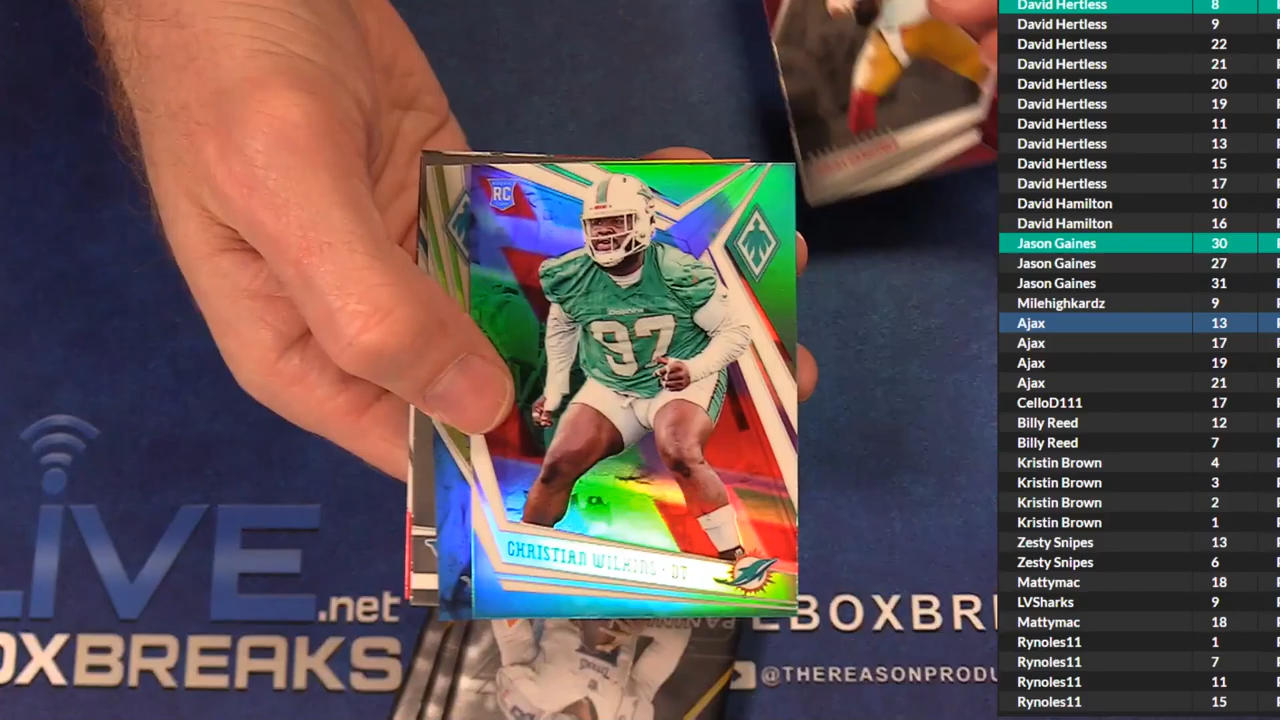 RC
Dolphins
97
CHRISTIAN WILKINS · DT
LIVE.net
BOXBREAKS
PANINI
EBOXBR
@THEREASONPRODU
David Hertless 8
David Hertless 9
David Hertless 22
David Hertless 21
David Hertless 20
David Hertless 19
David Hertless 11
David Hertless 13
David Hertless 15
David Hertless 17
David Hamilton 10
David Hamilton 16
Jason Gaines 30
Jason Gaines 27
Jason Gaines 31
Milehighkardz 9
Ajax 13
Ajax 17
Ajax 19
Ajax 21
CelloD111 17
Billy Reed 12
Billy Reed 7
Kristin Brown 4
Kristin Brown 3
Kristin Brown 2
Kristin Brown 1
Zesty Snipes 13
Zesty Snipes 6
Mattymac 18
LVSharks 9
Mattymac 18
Rynoles11 1
Rynoles11 7
Rynoles11 11
Rynoles11 15